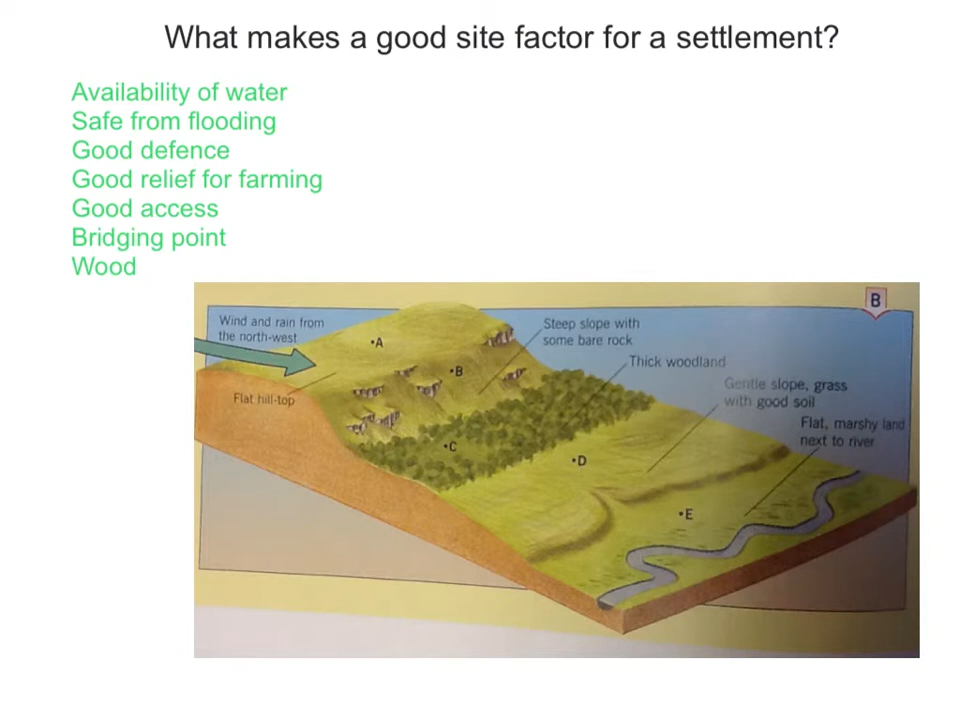 What makes a good site factor for a settlement?
Availability of water
Safe from flooding
Good defence
Good relief for farming
Good access
Bridging point
Wood
B
Wind and rain from
the north-west
Steep slope with
some bare rock
•A
Thick woodland
•B
Gentle slope, grass
with good soil
Flat hill-top
Flat, marshy land
next to river
•C
•D
•E